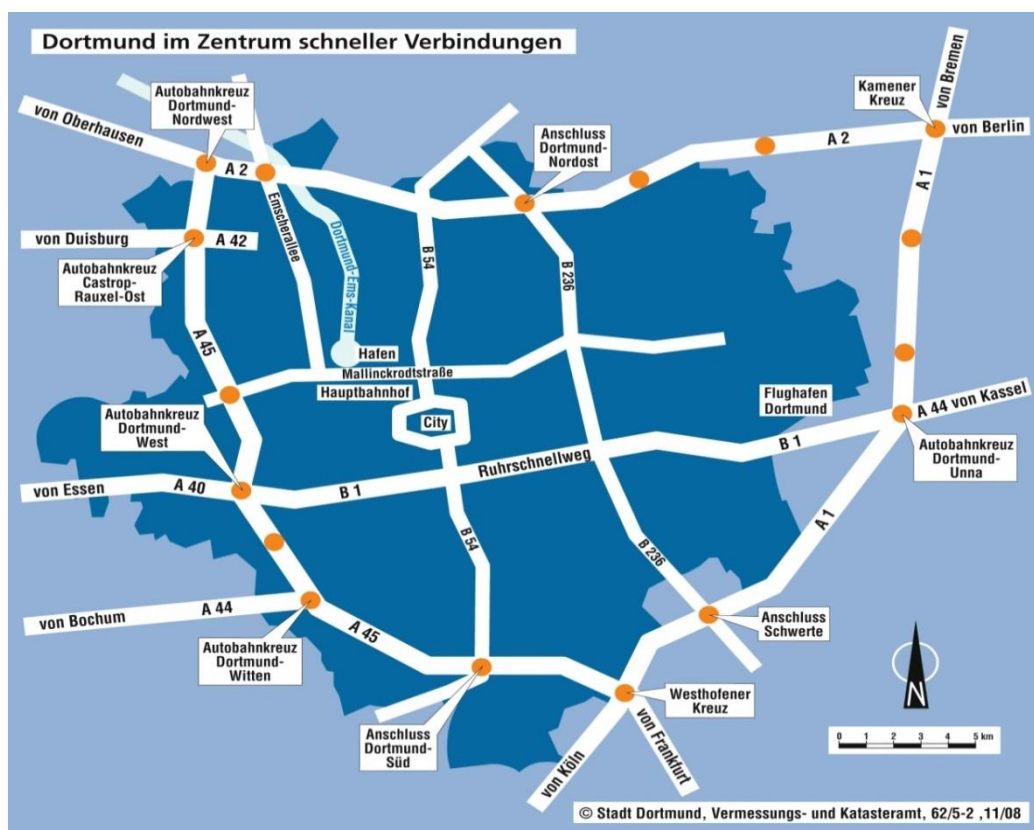 Dortmund im Zentrum schneller Verbindungen
von Oberhausen
Autobahnkreuz
Dortmund-
Nordwest
A 2
Anschluss
Dortmund-
Nordost
A 2
Kamener
Kreuz
von Bremen
von Berlin
A 1
von Duisburg
A 42
Autobahnkreuz
Castrop-
Rauxel-Ost
Emscherallee
Dortmund-Ems-Kanal
B 54
B 236
A 45
Hafen
Mallinckrodtstraße
Hauptbahnhof
City
Flughafen
Dortmund
A 44 von Kassel
Autobahnkreuz
Dortmund-
West
Autobahnkreuz
Dortmund-
Unna
von Essen
A 40
B 1
Ruhrschnellweg
B 1
A 1
B 54
B 236
von Bochum
A 44
Autobahnkreuz
Dortmund-
Witten
A 45
Anschluss
Schwerte
Anschluss
Dortmund-
Süd
Westhofener
Kreuz
von Köln
von Frankfurt
N
0 1 2 3 4 5 km
© Stadt Dortmund, Vermessungs- und Katasteramt, 62/5-2 ,11/08